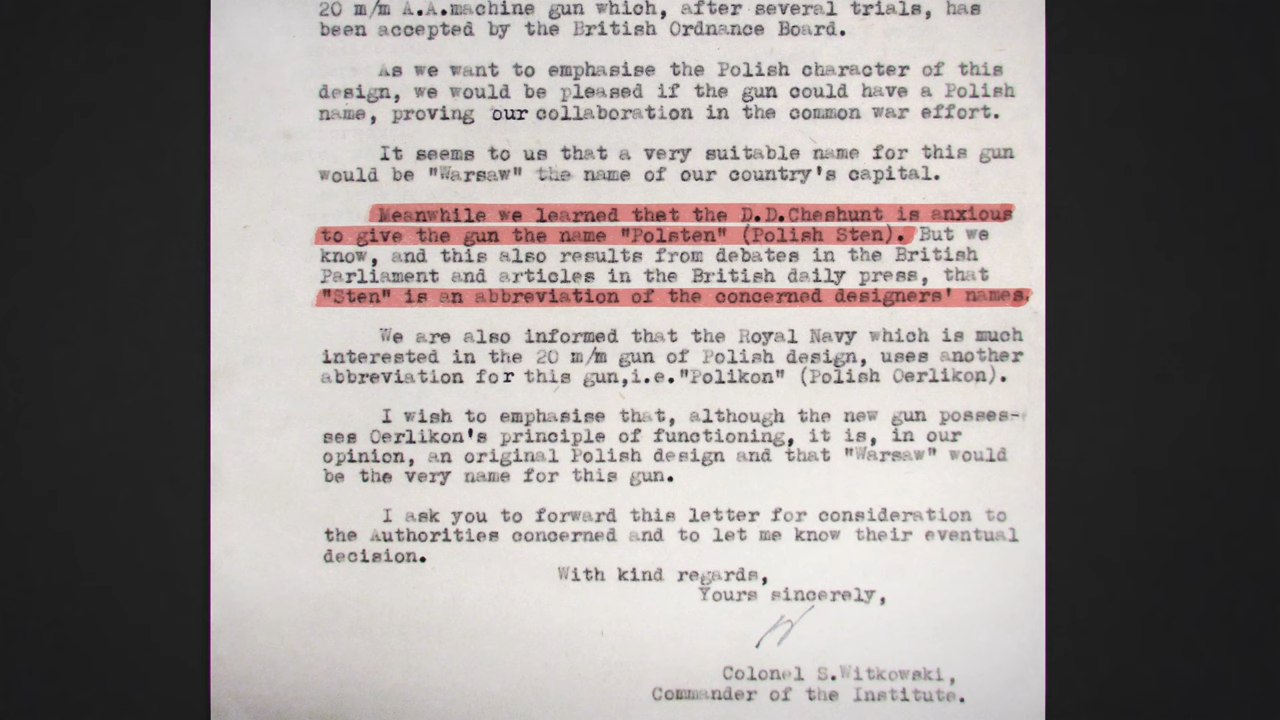 20 m/m A.A.machine gun which, after several trials, has
been accepted by the British Ordnance Board.
As we want to emphasise the Polish character of this
design, we would be pleased if the gun could have a Polish
name, proving our collaboration in the common war effort.
It seems to us that a very suitable name for this gun
would be "Warsaw" the name of our country's capital.
Meanwhile we learned that the D.D.Cheshunt is anxious
to give the gun the name "Polsten" (Polish Sten). But we
know, and this also results from debates in the British
Parliament and articles in the British daily press, that
"Sten" is an abbreviation of the concerned designers' names.
We are also informed that the Royal Navy which is much
interested in the 20 m/m gun of Polish design, uses another
abbreviation for this gun,i.e."Polikon" (Polish Oerlikon).
I wish to emphasise that, although the new gun posses-
ses Oerlikon's principle of functioning, it is, in our
opinion, an original Polish design and that "Warsaw" would
be the very name for this gun.
I ask you to forward this letter for consideration to
the Authorities concerned and to let me know their eventual
decision.
With kind regards,
Yours sincerely,
Colonel S.Witkowski,
Commander of the Institute.